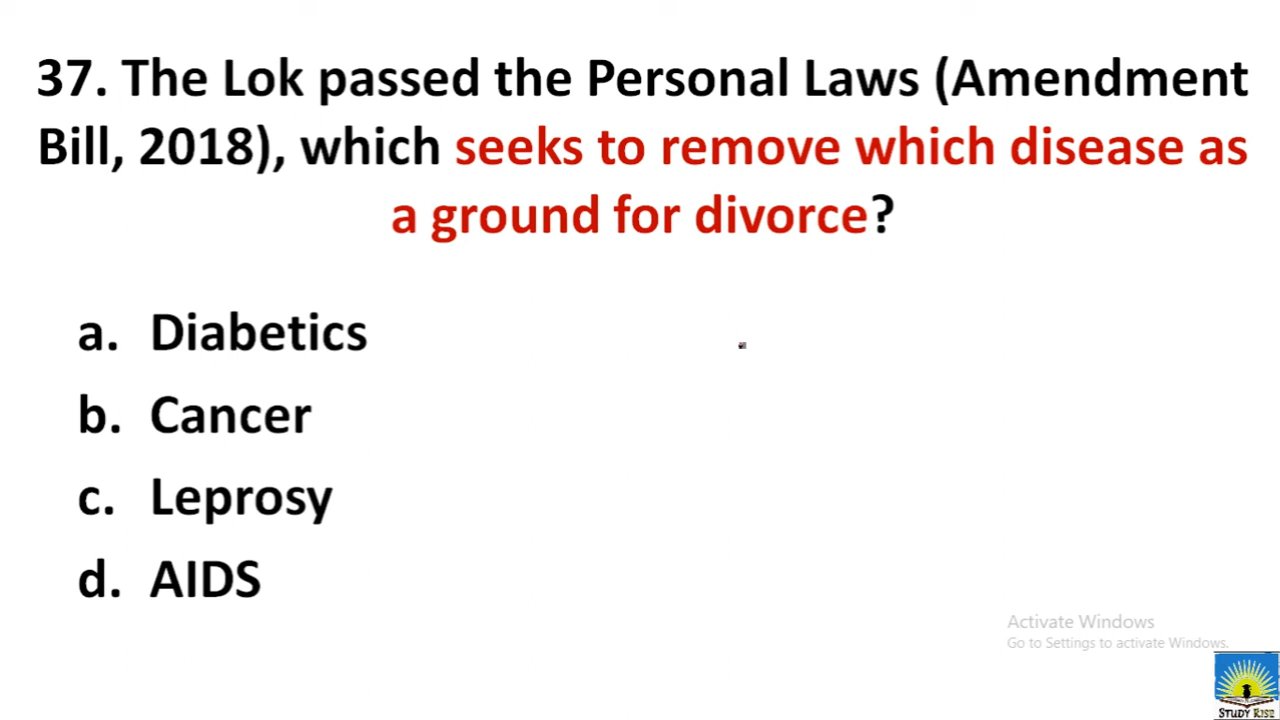 37. The Lok passed the Personal Laws (Amendment
Bill, 2018), which seeks to remove which disease as
a ground for divorce?
a. Diabetics
b. Cancer
c. Leprosy
d. AIDS
Activate Windows
Go to Settings to activate Windows.
STUDY RISE